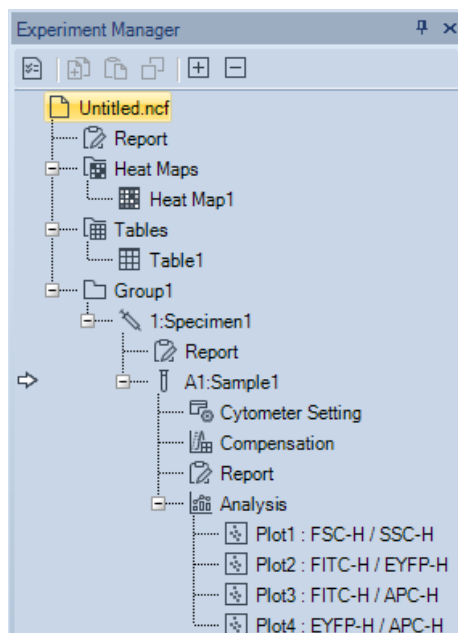 Experiment Manager
Untitled.ncf
Report
Heat Maps
Heat Map1
Tables
Table1
Group1
1:Specimen1
Report
A1:Sample1
Cytometer Setting
Compensation
Report
Analysis
Plot1 : FSC-H / SSC-H
Plot2 : FITC-H / EYFP-H
Plot3 : FITC-H / APC-H
Plot4 : EYFP-H / APC-H